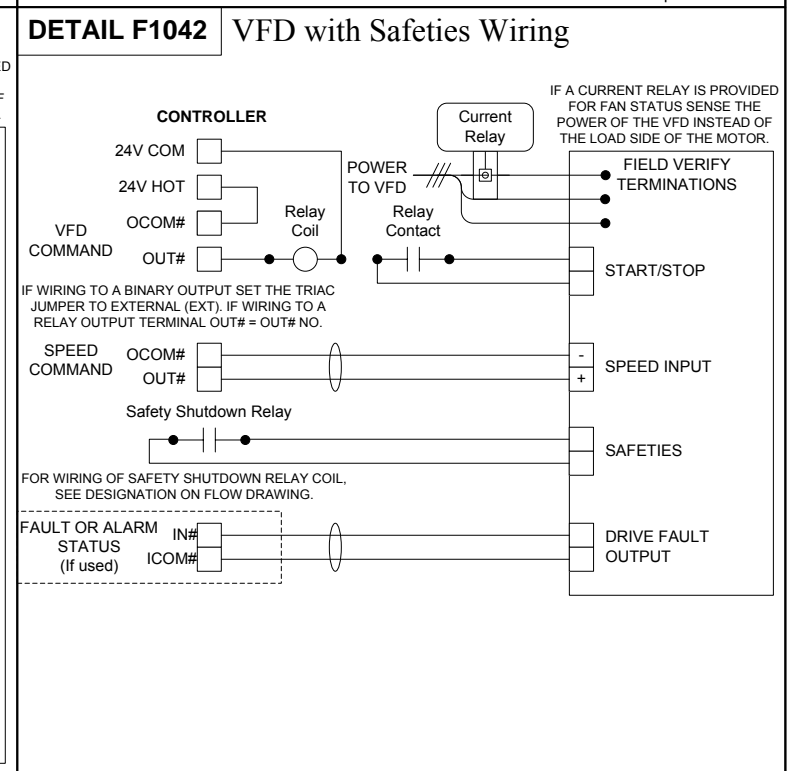 DETAIL F1042
VFD with Safeties Wiring
ED
F
IF A CURRENT RELAY IS PROVIDED
FOR FAN STATUS SENSE THE
POWER OF THE VFD INSTEAD OF
THE LOAD SIDE OF THE MOTOR.
CONTROLLER
Current
Relay
24V COM
24V HOT
OCOM#
OUT#
VFD
COMMAND
Relay
Coil
POWER
TO VFD
Relay
Contact
FIELD VERIFY
TERMINATIONS
START/STOP
IF WIRING TO A BINARY OUTPUT SET THE TRIAC
JUMPER TO EXTERNAL (EXT). IF WIRING TO A
RELAY OUTPUT TERMINAL OUT# = OUT# NO.
SPEED
COMMAND
OCOM#
OUT#
-
+
SPEED INPUT
Safety Shutdown Relay
SAFETIES
FOR WIRING OF SAFETY SHUTDOWN RELAY COIL,
SEE DESIGNATION ON FLOW DRAWING.
FAULT OR ALARM
STATUS
(If used)
IN#
ICOM#
DRIVE FAULT
OUTPUT